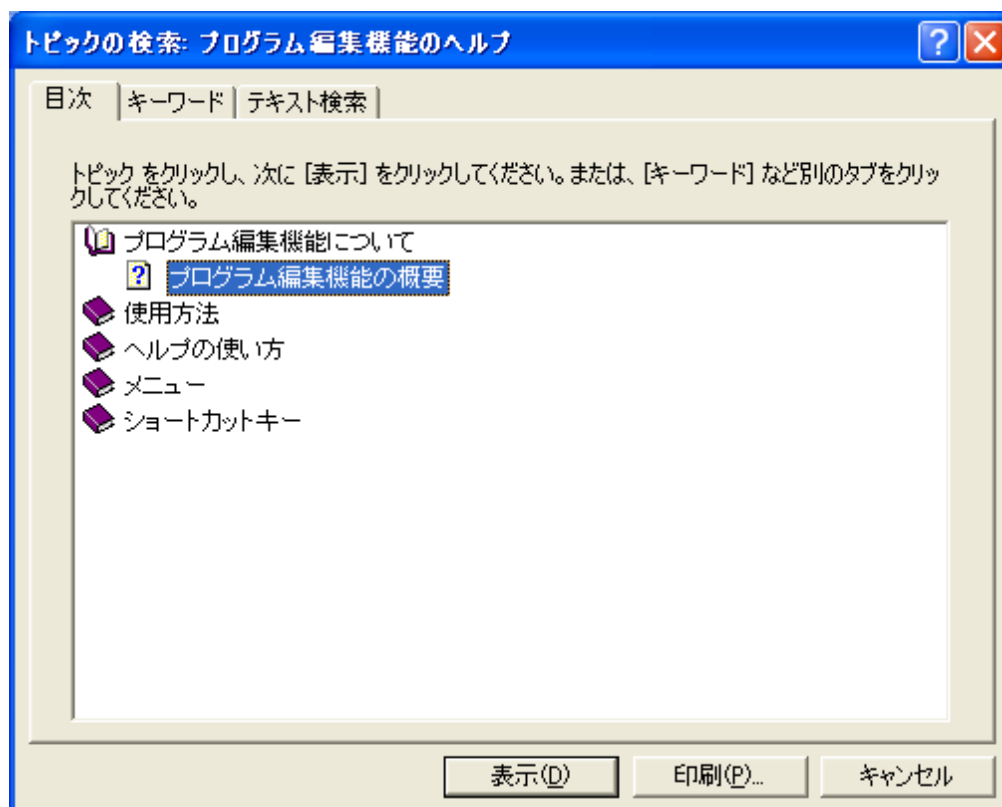 トピックの検索: プログラム編集機能のヘルプ
目次 キーワード テキスト検索
トピック をクリックし、次に [表示] をクリックしてください。または、[キーワード] など別のタブをクリッ
クしてください。
プログラム編集機能について
プログラム編集機能の概要
使用方法
ヘルプの使い方
メニュー
ショートカットキー
表示(D) 印刷(P)... キャンセル